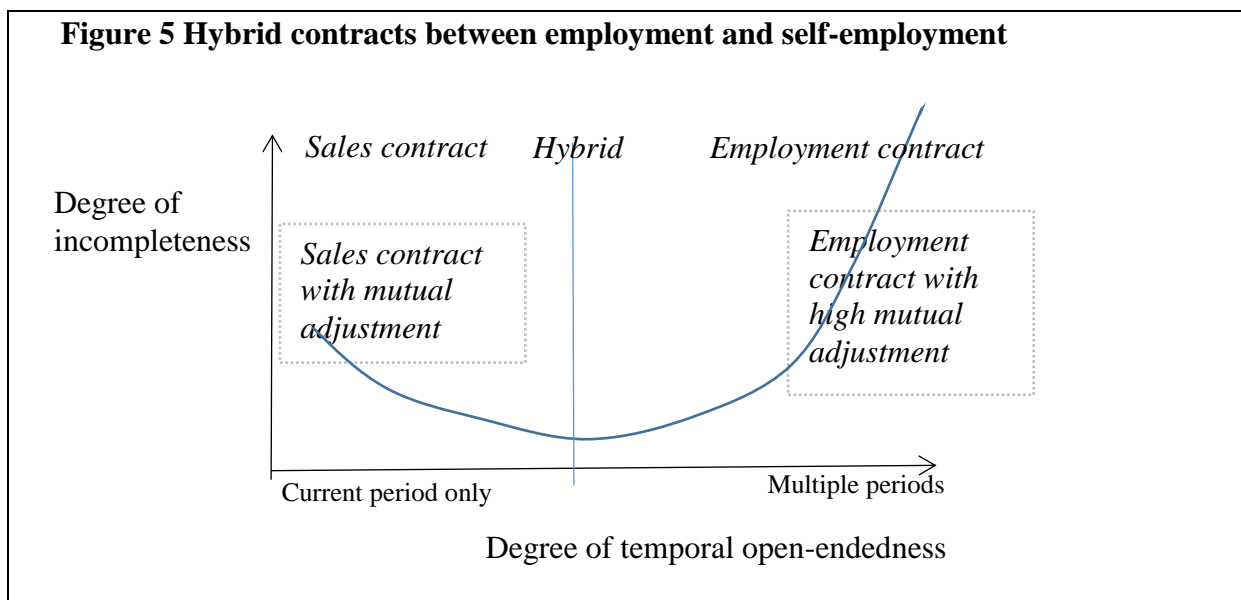 Figure 5 Hybrid contracts between employment and self-employment
Sales contract
Hybrid
Employment contract
Degree of
incompleteness
Sales contract
with mutual
adjustment
Employment
contract with
high mutual
adjustment
Current period only
Multiple periods
Degree of temporal open-endedness